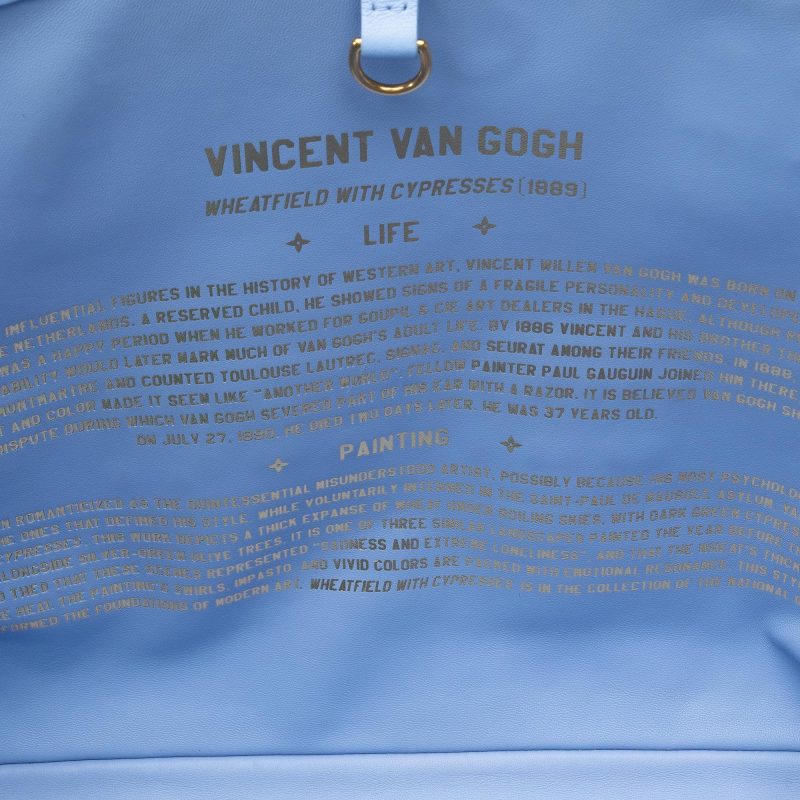 VINCENT VAN GOGH
WHEATFIELD WITH CYPRESSES (1889)
LIFE
INFLUENTIAL FIGURES IN THE HISTORY OF WESTERN ART, VINCENT WILLEM VAN GOGH WAS BORN ON
NETHERLANDS. A RESERVED CHILD, HE SHOWED SIGNS OF A FRAGILE PERSONALITY AND DEVELOPE
WAS A HAPPY PERIOD WHEN HE WORKED FOR GOUPIL & CIE ART DEALERS IN THE HAGUE, ALTHOUGH
ABILITY WOULD LATER MARK MUCH OF VAN GOGH'S ADULT LIFE. BY 1886 VINCENT AND HIS BROTHER
MONTMARTRE AND COUNTED TOULOUSE LAUTREC, SIGNAC, AND SEURAT AMONG THEIR FRIENDS. IN 1888,
T AND COLOR MADE IT SEEM LIKE "ANOTHER WORLD". FELLOW PAINTER PAUL GAUGUIN JOINED HIM THERE
DISPUTE DURING WHICH VAN GOGH SEVERED PART OF HIS EAR WITH A RAZOR. IT IS BELIEVED VAN GOGH SH
ON JULY 27, 1890. HE DIED TWO DAYS LATER. HE WAS 37 YEARS OLD.
PAINTING
N ROMANTICIZED AS THE QUINTESSENTIAL MISUNDERSTOOD ARTIST, POSSIBLY BECAUSE HIS MOST PSYCHOLO
ONES THAT DEFINED HIS STYLE. WHILE VOLUNTARILY INTERNED IN THE SAINT-PAUL DE MAUSOLE ASYLUM, VA
CYPRESSES. THIS WORK DEPICTS A THICK EXPANSE OF WHEAT UNDER ROILING SKIES, WITH DARK GREEN CYPRE
ALONGSIDE SILVER-GREEN OLIVE TREES. IT IS ONE OF THREE SIMILAR LANDSCAPES PAINTED THE YEAR BEFORE
THEO THAT THESE SCENES REPRESENTED "SADNESS AND EXTREME LONELINESS", AND THAT THE WHEAT'S THICK
HEAL. THE PAINTING'S SWIRLS, IMPASTO, AND VIVID COLORS ARE PACKED WITH EMOTIONAL RESONANCE. THIS STY
FORMED THE FOUNDATIONS OF MODERN ART. WHEATFIELD WITH CYPRESSES IS IN THE COLLECTION OF THE NATIONAL